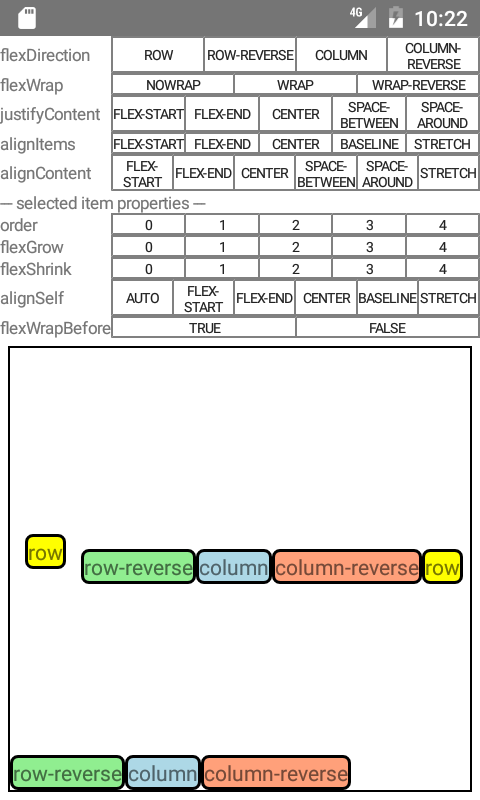 4G 10:22
flexDirection ROW ROW-REVERSE COLUMN COLUMN-REVERSE
flexWrap NOWRAP WRAP WRAP-REVERSE
justifyContent FLEX-START FLEX-END CENTER SPACE-BETWEEN SPACE-AROUND
alignItems FLEX-START FLEX-END CENTER BASELINE STRETCH
alignContent FLEX-START FLEX-END CENTER SPACE-BETWEEN SPACE-AROUND STRETCH
— selected item properties —
order 0 1 2 3 4
flexGrow 0 1 2 3 4
flexShrink 0 1 2 3 4
alignSelf AUTO FLEX-START FLEX-END CENTER BASELINE STRETCH
flexWrapBefore TRUE FALSE
row
row-reverse column column-reverse row
row-reverse column column-reverse